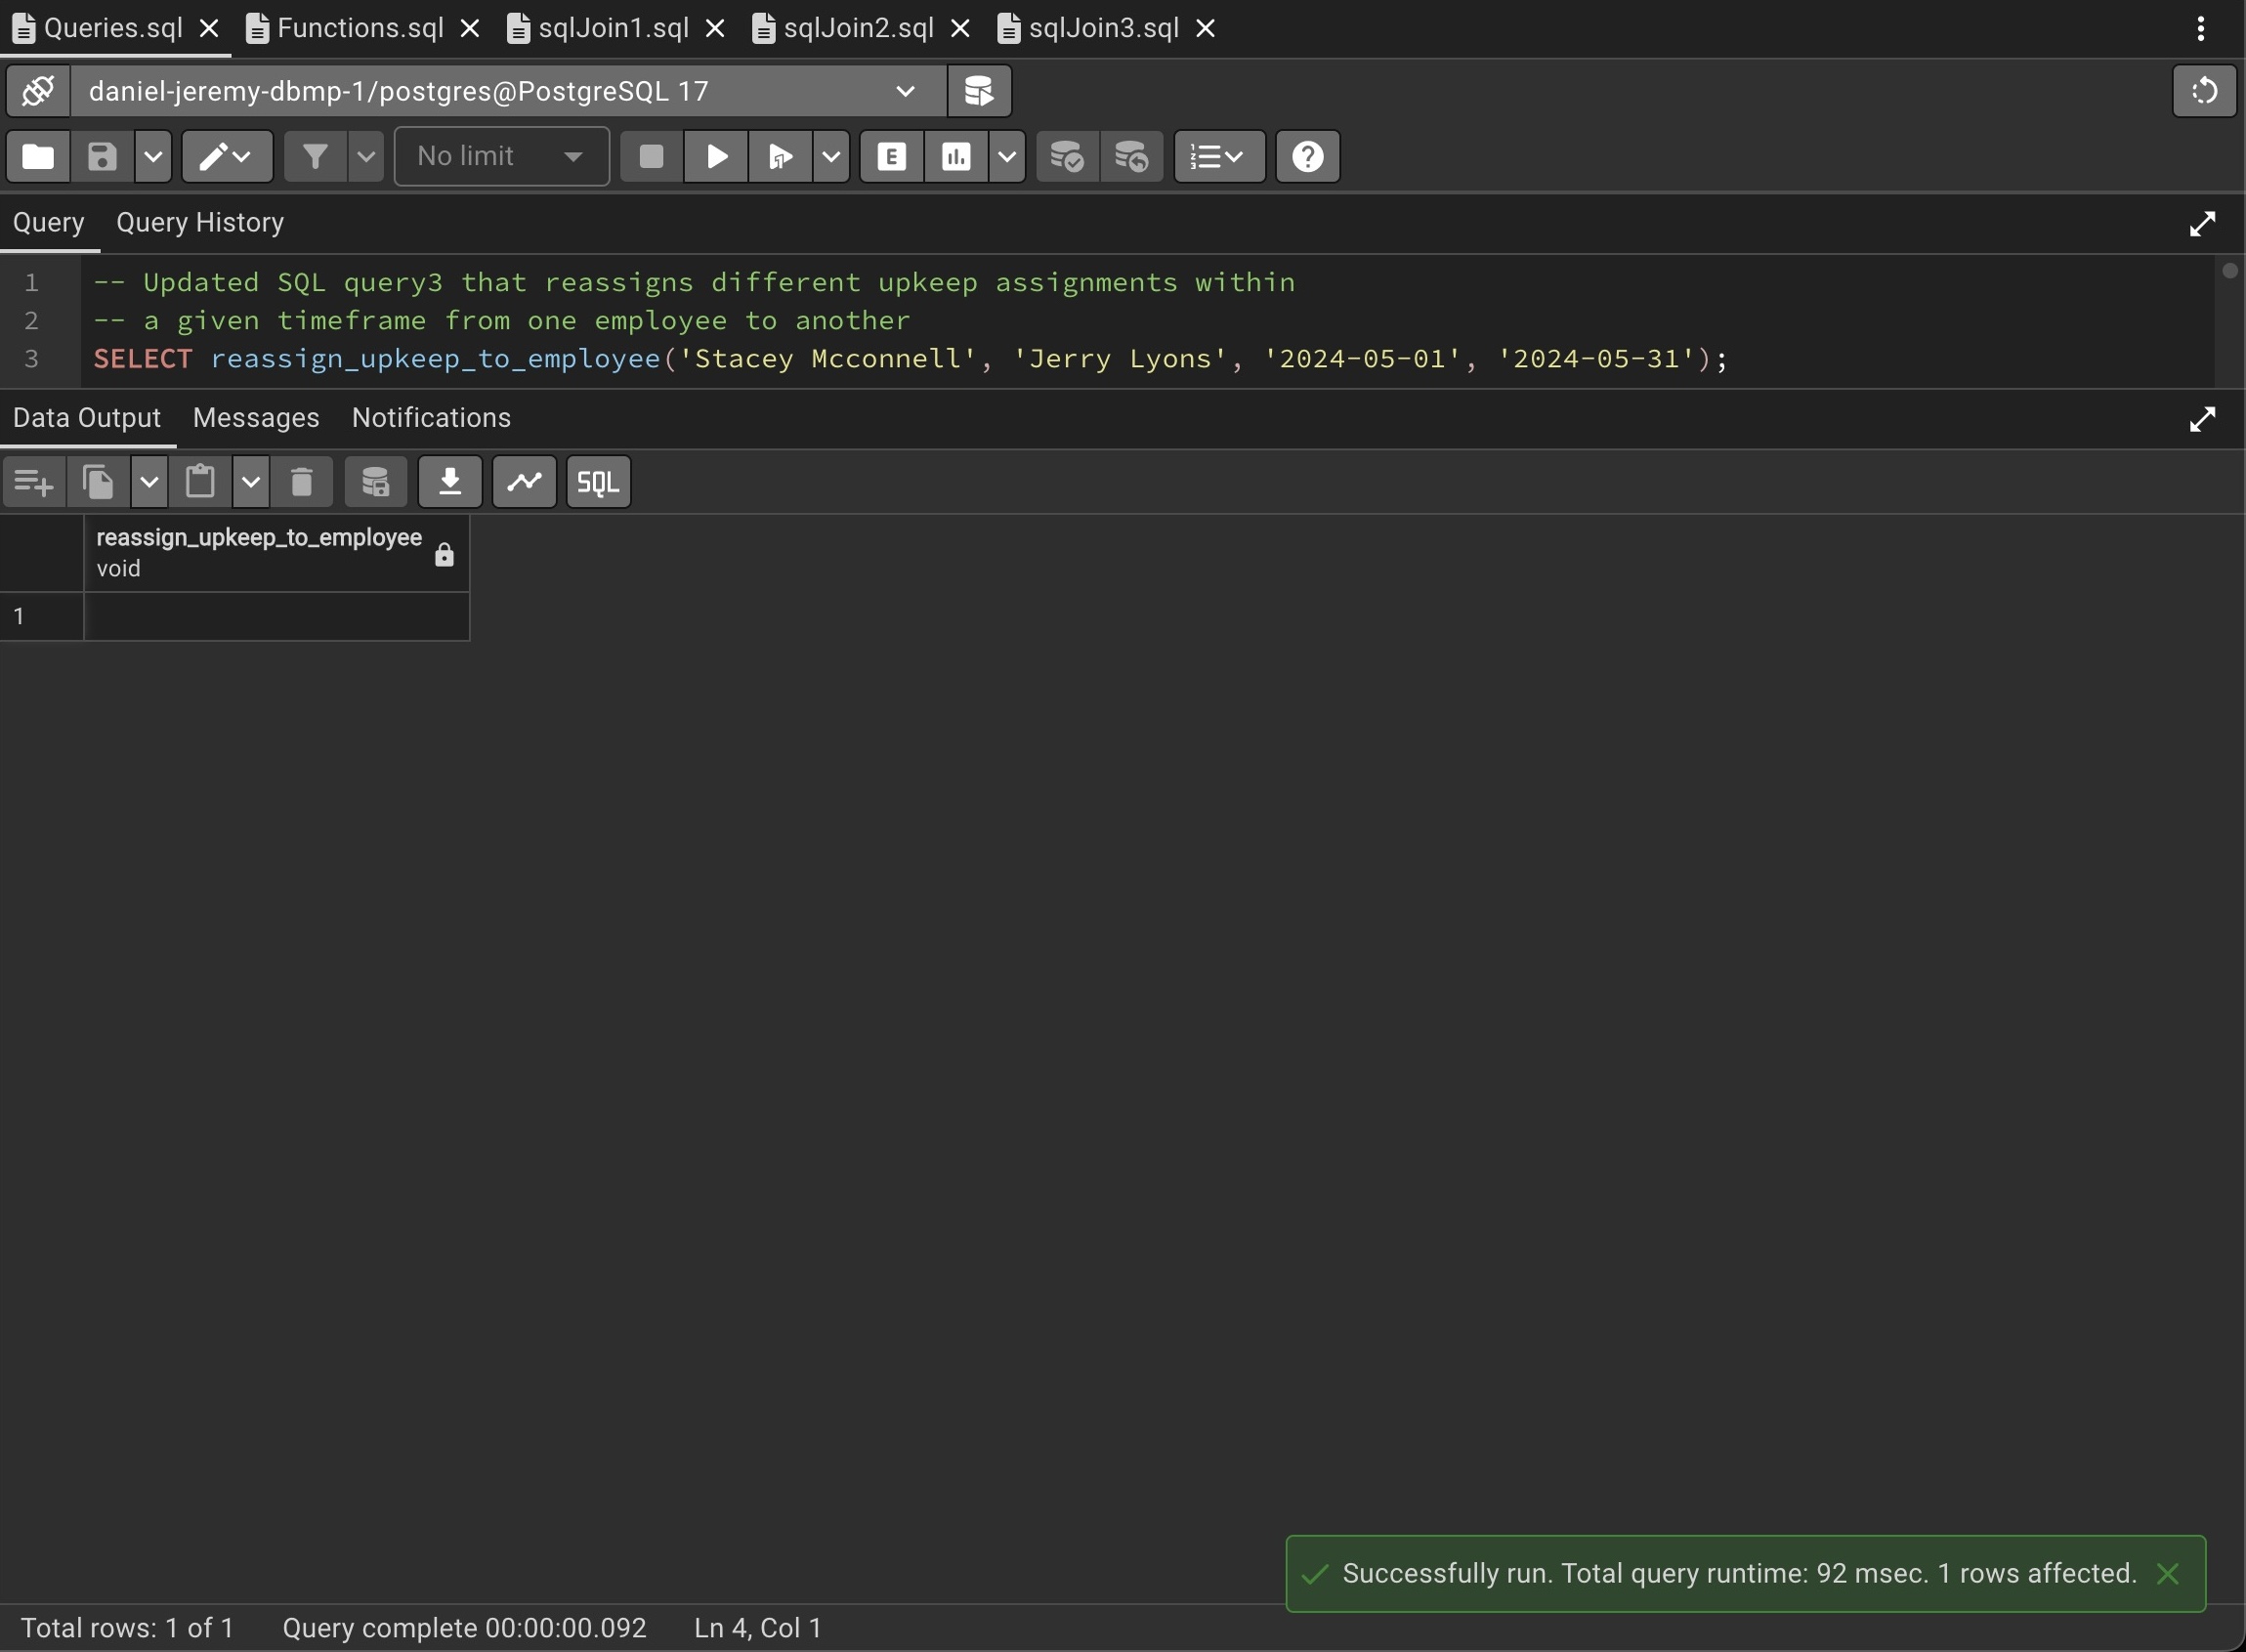 Queries.sql Functions.sql sqlJoin1.sql sqlJoin2.sql sqlJoin3.sql
daniel-jeremy-dbmp-1/postgres@PostgreSQL 17
No limit E
Query Query History
1 -- Updated SQL query3 that reassigns different upkeep assignments within
2 -- a given timeframe from one employee to another
3 SELECT reassign_upkeep_to_employee('Stacey Mcconnell', 'Jerry Lyons', '2024-05-01', '2024-05-31');
Data Output Messages Notifications
SQL
reassign_upkeep_to_employee
void
1
Successfully run. Total query runtime: 92 msec. 1 rows affected.
Total rows: 1 of 1 Query complete 00:00:00.092 Ln 4, Col 1